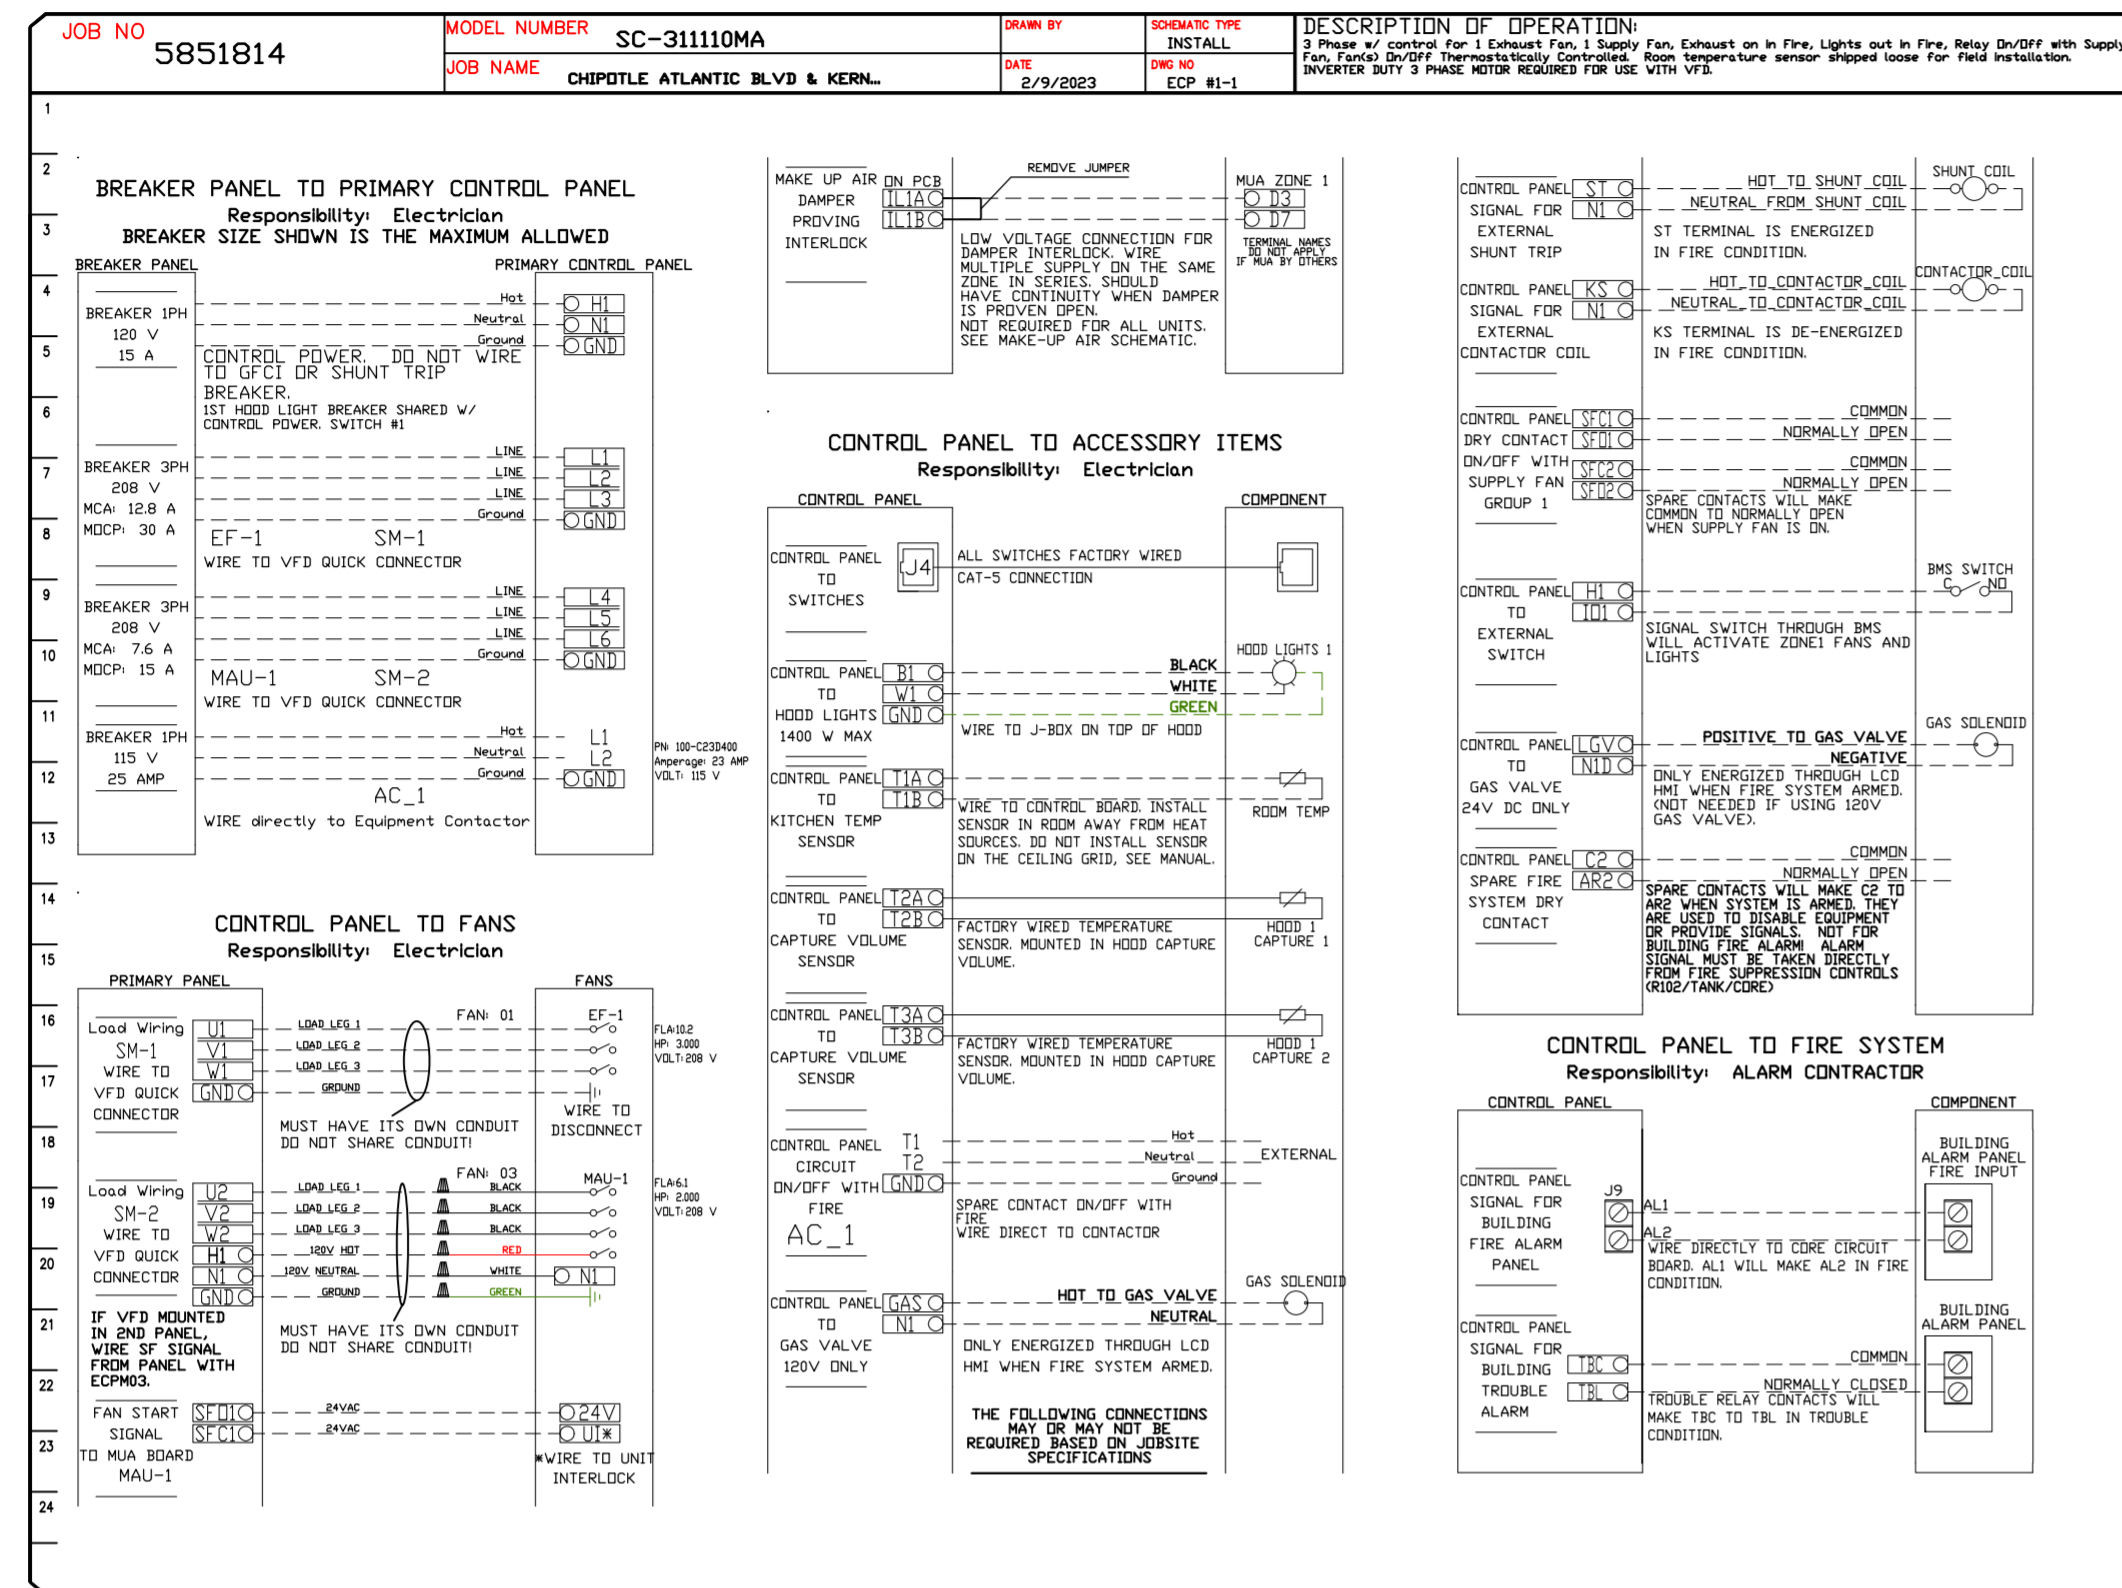 JOB NO
5851814
MODEL NUMBER
SC-311110MA
JOB NAME
CHIPOTLE ATLANTIC BLVD & KERN...
DRAWN BY
DATE
2/9/2023
SCHEMATIC TYPE
INSTALL
DWG NO
ECP #1-1
DESCRIPTION OF OPERATION:
3 Phase w/ control for 1 Exhaust Fan, 1 Supply Fan, Exhaust on in Fire, Lights out in Fire, Relay On/Off with Supply
Fan, Fan(s) On/Off Thermostatically Controlled. Room temperature sensor shipped loose for field installation.
INVERTER DUTY 3 PHASE MOTOR REQUIRED FOR USE WITH VFD.
1
2
3
4
5
6
7
8
9
10
11
12
13
14
15
16
17
18
19
20
21
22
23
24
BREAKER PANEL TO PRIMARY CONTROL PANEL
Responsibility: Electrician
BREAKER SIZE SHOWN IS THE MAXIMUM ALLOWED
BREAKER PANEL
PRIMARY CONTROL PANEL
BREAKER 1PH
120 V
15 A
Hot H1
Neutral N1
Ground GND
CONTROL POWER. DO NOT WIRE
TO GFCI OR SHUNT TRIP
BREAKER.
1ST HOOD LIGHT BREAKER SHARED W/
CONTROL POWER. SWITCH #1
BREAKER 3PH
208 V
MCA: 12.8 A
MOCP: 30 A
LINE L1
LINE L2
LINE L3
Ground GND
EF-1 SM-1
WIRE TO VFD QUICK CONNECTOR
BREAKER 3PH
208 V
MCA: 7.6 A
MOCP: 15 A
LINE L4
LINE L5
LINE L6
Ground GND
MAU-1 SM-2
WIRE TO VFD QUICK CONNECTOR
BREAKER 1PH
115 V
25 AMP
Hot L1
Neutral L2
Ground GND
PN: 100-C23D400
Amperage: 23 AMP
VOLT: 115 V
AC_1
WIRE directly to Equipment Contactor
CONTROL PANEL TO FANS
Responsibility: Electrician
PRIMARY PANEL
FANS
Load Wiring
SM-1
WIRE TO
VFD QUICK
CONNECTOR
FAN: 01
EF-1
U1 LOAD LEG 1
V1 LOAD LEG 2
W1 LOAD LEG 3
GND GROUND
FLA:10.2
HP: 3.000
VOLT: 208 V
WIRE TO
DISCONNECT
MUST HAVE ITS OWN CONDUIT
DO NOT SHARE CONDUIT!
Load Wiring
SM-2
WIRE TO
VFD QUICK
CONNECTOR
FAN: 03
MAU-1
U2 LOAD LEG 1 BLACK
V2 LOAD LEG 2 BLACK
W2 LOAD LEG 3 BLACK
H1 120V HOT RED
N1 120V NEUTRAL WHITE N1
GND GROUND GREEN
FLA:6.1
HP: 2.000
VOLT: 208 V
MUST HAVE ITS OWN CONDUIT
DO NOT SHARE CONDUIT!
IF VFD MOUNTED
IN 2ND PANEL,
WIRE SF SIGNAL
FROM PANEL WITH
ECPM03.
FAN START
SIGNAL
TO MUA BOARD
MAU-1
SFO1 24VAC 24V
SFC1 24VAC UI*
*WIRE TO UNIT
INTERLOCK
MAKE UP AIR
DAMPER
PROVING
INTERLOCK
ON PCB
IL1A
IL1B
REMOVE JUMPER
MUA ZONE 1
D3
D7
TERMINAL NAMES
DO NOT APPLY
IF MUA BY OTHERS
LOW VOLTAGE CONNECTION FOR
DAMPER INTERLOCK. WIRE
MULTIPLE SUPPLY ON THE SAME
ZONE IN SERIES. SHOULD
HAVE CONTINUITY WHEN DAMPER
IS PROVEN OPEN.
NOT REQUIRED FOR ALL UNITS.
SEE MAKE-UP AIR SCHEMATIC.
CONTROL PANEL TO ACCESSORY ITEMS
Responsibility: Electrician
CONTROL PANEL
COMPONENT
CONTROL PANEL
TO
SWITCHES
J4
ALL SWITCHES FACTORY WIRED
CAT-5 CONNECTION
CONTROL PANEL
TO
HOOD LIGHTS
1400 W MAX
B1 BLACK
W1 WHITE
GND GREEN
HOOD LIGHTS 1
WIRE TO J-BOX ON TOP OF HOOD
CONTROL PANEL
TO
KITCHEN TEMP
SENSOR
T1A
T1B
ROOM TEMP
WIRE TO CONTROL BOARD. INSTALL
SENSOR IN ROOM AWAY FROM HEAT
SOURCES. DO NOT INSTALL SENSOR
ON THE CEILING GRID, SEE MANUAL.
CONTROL PANEL
TO
CAPTURE VOLUME
SENSOR
T2A
T2B
FACTORY WIRED TEMPERATURE
SENSOR. MOUNTED IN HOOD CAPTURE
VOLUME.
HOOD 1
CAPTURE 1
CONTROL PANEL
TO
CAPTURE VOLUME
SENSOR
T3A
T3B
FACTORY WIRED TEMPERATURE
SENSOR. MOUNTED IN HOOD CAPTURE
VOLUME.
HOOD 1
CAPTURE 2
CONTROL PANEL
CIRCUIT
ON/OFF WITH
FIRE
AC_1
T1 Hot
T2 Neutral
GND Ground
EXTERNAL
SPARE CONTACT ON/OFF WITH
FIRE
WIRE DIRECT TO CONTACTOR
CONTROL PANEL
TO
GAS VALVE
120V ONLY
GAS HOT TO GAS VALVE
N1 NEUTRAL
GAS SOLENOID
ONLY ENERGIZED THROUGH LCD
HMI WHEN FIRE SYSTEM ARMED.
THE FOLLOWING CONNECTIONS
MAY OR MAY NOT BE
REQUIRED BASED ON JOBSITE
SPECIFICATIONS
CONTROL PANEL
SIGNAL FOR
EXTERNAL
SHUNT TRIP
ST HOT TO SHUNT COIL
N1 NEUTRAL FROM SHUNT COIL
SHUNT COIL
ST TERMINAL IS ENERGIZED
IN FIRE CONDITION.
CONTROL PANEL
SIGNAL FOR
EXTERNAL
CONTACTOR COIL
KS HOT TO CONTACTOR COIL
N1 NEUTRAL TO CONTACTOR COIL
CONTACTOR COIL
KS TERMINAL IS DE-ENERGIZED
IN FIRE CONDITION.
CONTROL PANEL
DRY CONTACT
ON/OFF WITH
SUPPLY FAN
GROUP 1
SFC1 COMMON
SFO1 NORMALLY OPEN
SFC2 COMMON
SFO2 NORMALLY OPEN
SPARE CONTACTS WILL MAKE
COMMON TO NORMALLY OPEN
WHEN SUPPLY FAN IS ON.
CONTROL PANEL
TO
EXTERNAL
SWITCH
H1
IO1
BMS SWITCH
C NO
SIGNAL SWITCH THROUGH BMS
WILL ACTIVATE ZONE1 FANS AND
LIGHTS
CONTROL PANEL
TO
GAS VALVE
24V DC ONLY
LGV POSITIVE TO GAS VALVE
N1D NEGATIVE
GAS SOLENOID
ONLY ENERGIZED THROUGH LCD
HMI WHEN FIRE SYSTEM ARMED.
(NOT NEEDED IF USING 120V
GAS VALVE).
CONTROL PANEL
SPARE FIRE
SYSTEM DRY
CONTACT
C2 COMMON
AR2 NORMALLY OPEN
SPARE CONTACTS WILL MAKE C2 TO
AR2 WHEN SYSTEM IS ARMED. THEY
ARE USED TO DISABLE EQUIPMENT
OR PROVIDE SIGNALS. NOT FOR
BUILDING FIRE ALARM! ALARM
SIGNAL MUST BE TAKEN DIRECTLY
FROM FIRE SUPPRESSION CONTROLS
(R102/TANK/CORE)
CONTROL PANEL TO FIRE SYSTEM
Responsibility: ALARM CONTRACTOR
CONTROL PANEL
COMPONENT
CONTROL PANEL
SIGNAL FOR
BUILDING
FIRE ALARM
PANEL
J9
AL1
AL2
BUILDING
ALARM PANEL
FIRE INPUT
WIRE DIRECTLY TO CORE CIRCUIT
BOARD. AL1 WILL MAKE AL2 IN FIRE
CONDITION.
CONTROL PANEL
SIGNAL FOR
BUILDING
TROUBLE
ALARM
TBC COMMON
TBL NORMALLY CLOSED
BUILDING
ALARM PANEL
TROUBLE RELAY CONTACTS WILL
MAKE TBC TO TBL IN TROUBLE
CONDITION.